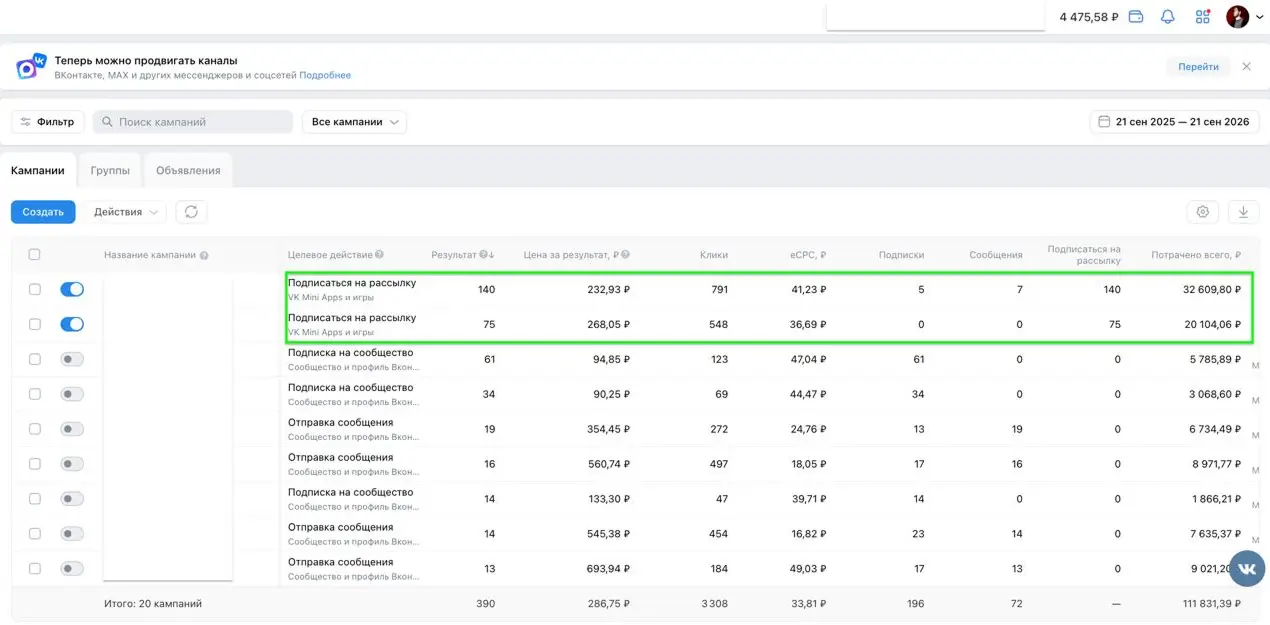 4 475,58 ₽
Теперь можно продвигать каналы
ВКонтакте, MAX и других мессенджеров и соцсетей Подробнее
Перейти
Фильтр
Поиск кампаний
Все кампании
21 сен 2025 — 21 сен 2026
Кампании Группы Объявления
Создать Действия
Название кампании Целевое действие Результат Цена за результат, ₽ Клики eCPC, ₽ Подписки Сообщения Подписаться на рассылку Потрачено всего, ₽
Подписаться на рассылку
VK Mini Apps и игры
140 232,93 ₽ 791 41,23 ₽ 5 7 140 32 609,80 ₽
Подписаться на рассылку
VK Mini Apps и игры
75 268,05 ₽ 548 36,69 ₽ 0 0 75 20 104,06 ₽
Подписка на сообщество
Сообщество и профиль Вкон...
61 94,85 ₽ 123 47,04 ₽ 61 0 0 5 785,89 ₽
Подписка на сообщество
Сообщество и профиль Вкон...
34 90,25 ₽ 69 44,47 ₽ 34 0 0 3 068,60 ₽
Отправка сообщения
Сообщество и профиль Вкон...
19 354,45 ₽ 272 24,76 ₽ 13 19 0 6 734,49 ₽
Отправка сообщения
Сообщество и профиль Вкон...
16 560,74 ₽ 497 18,05 ₽ 17 16 0 8 971,77 ₽
Подписка на сообщество
Сообщество и профиль Вкон...
14 133,30 ₽ 47 39,71 ₽ 14 0 0 1 866,21 ₽
Отправка сообщения
Сообщество и профиль Вкон...
14 545,38 ₽ 454 16,82 ₽ 23 14 0 7 635,37 ₽
Отправка сообщения
Сообщество и профиль Вкон...
13 693,94 ₽ 184 49,03 ₽ 17 13 0
Итого: 20 кампаний 390 286,75 ₽ 3 308 33,81 ₽ 196 72 — 111 831,39 ₽